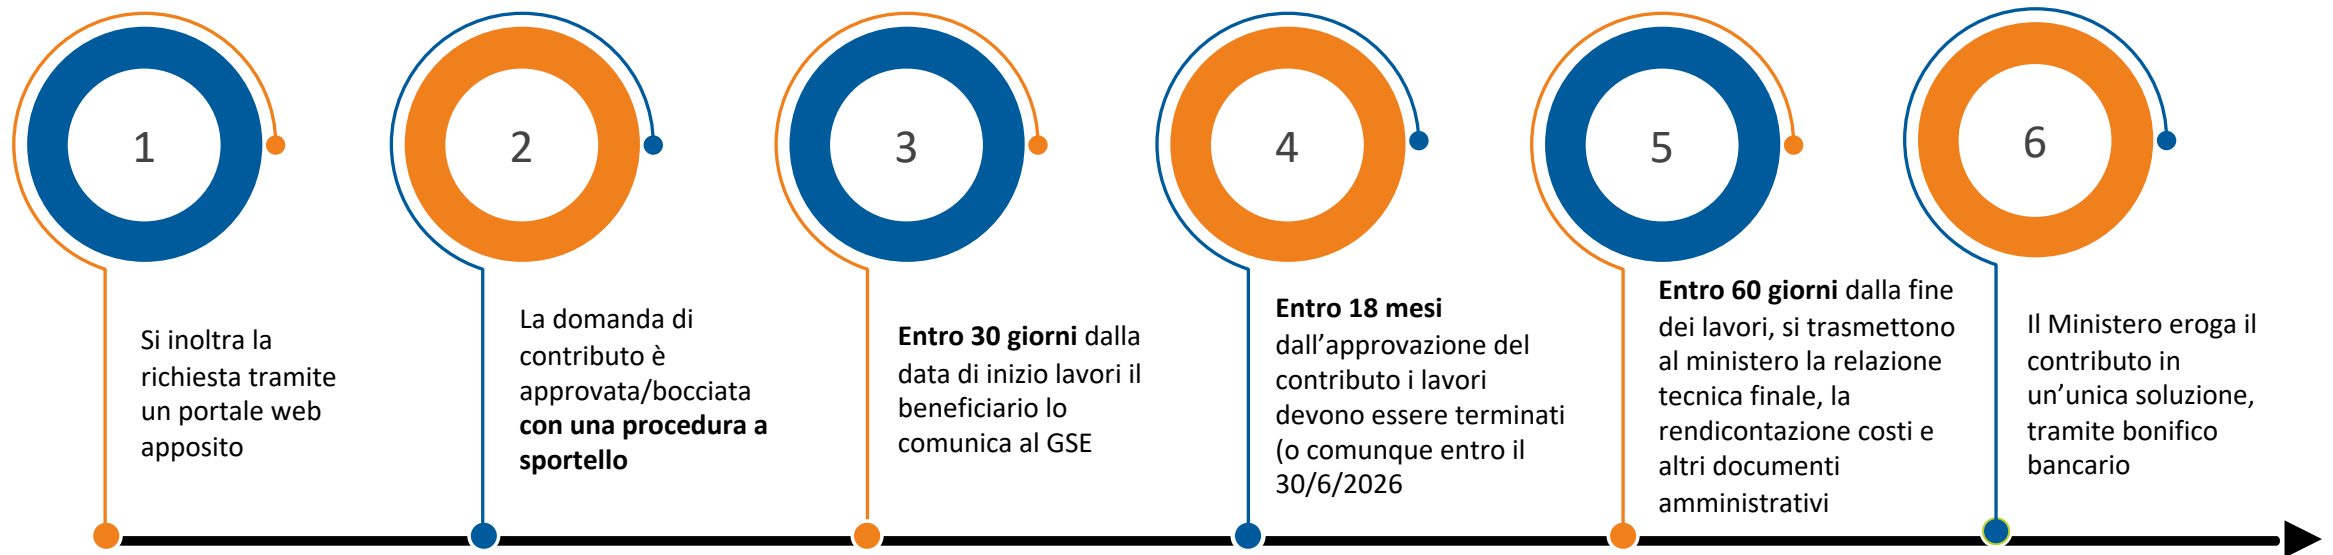 1
Si inoltra la
richiesta tramite
un portale web
apposito
2
La domanda di
contributo è
approvata/bocciata
con una procedura a
sportello
3
Entro 30 giorni dalla
data di inizio lavori il
beneficiario lo
comunica al GSE
4
Entro 18 mesi
dall’approvazione del
contributo i lavori
devono essere terminati
(o comunque entro il
30/6/2026
5
Entro 60 giorni dalla fine
dei lavori, si trasmettono
al ministero la relazione
tecnica finale, la
rendicontazione costi e
altri documenti
amministrativi
6
Il Ministero eroga il
contributo in
un’unica soluzione,
tramite bonifico
bancario